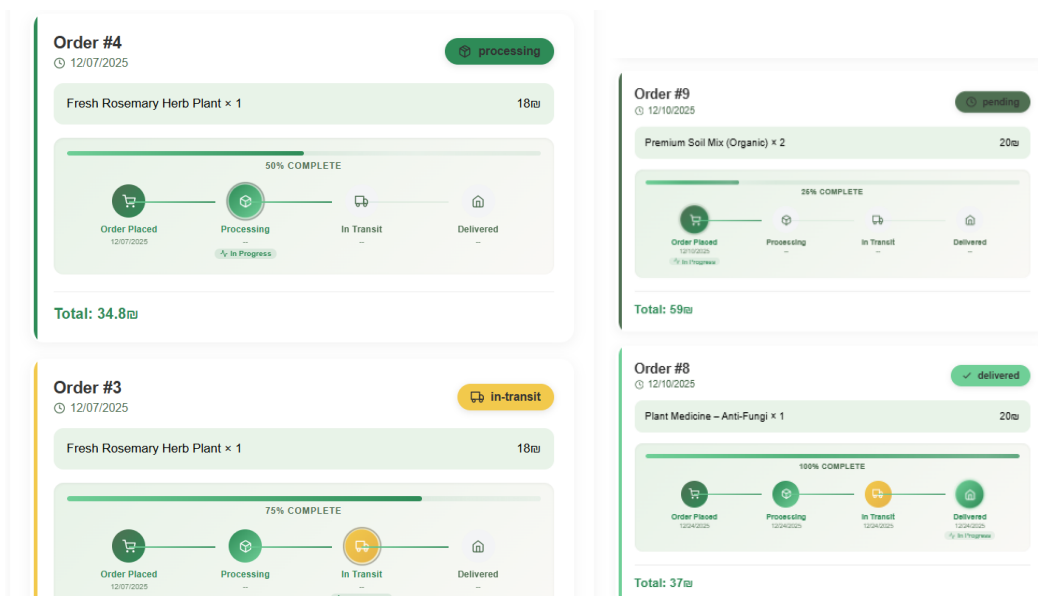 Order #4
processing
12/07/2025
Fresh Rosemary Herb Plant × 1
18₪
50% COMPLETE
Order Placed
Processing
In Transit
Delivered
12/07/2025
–
–
–
In Progress
Total: 34.8₪
Order #3
in-transit
12/07/2025
Fresh Rosemary Herb Plant × 1
18₪
75% COMPLETE
Order Placed
Processing
In Transit
Delivered
12/07/2025
–
–
–
Order #9
pending
12/10/2025
Premium Soil Mix (Organic) × 2
20₪
25% COMPLETE
Order Placed
Processing
In Transit
Delivered
12/10/2025
–
–
–
In Progress
Total: 59₪
Order #8
delivered
12/10/2025
Plant Medicine – Anti-Fungi × 1
20₪
100% COMPLETE
Order Placed
Processing
In Transit
Delivered
12/24/2025
12/24/2025
12/24/2025
12/24/2025
In Progress
Total: 37₪